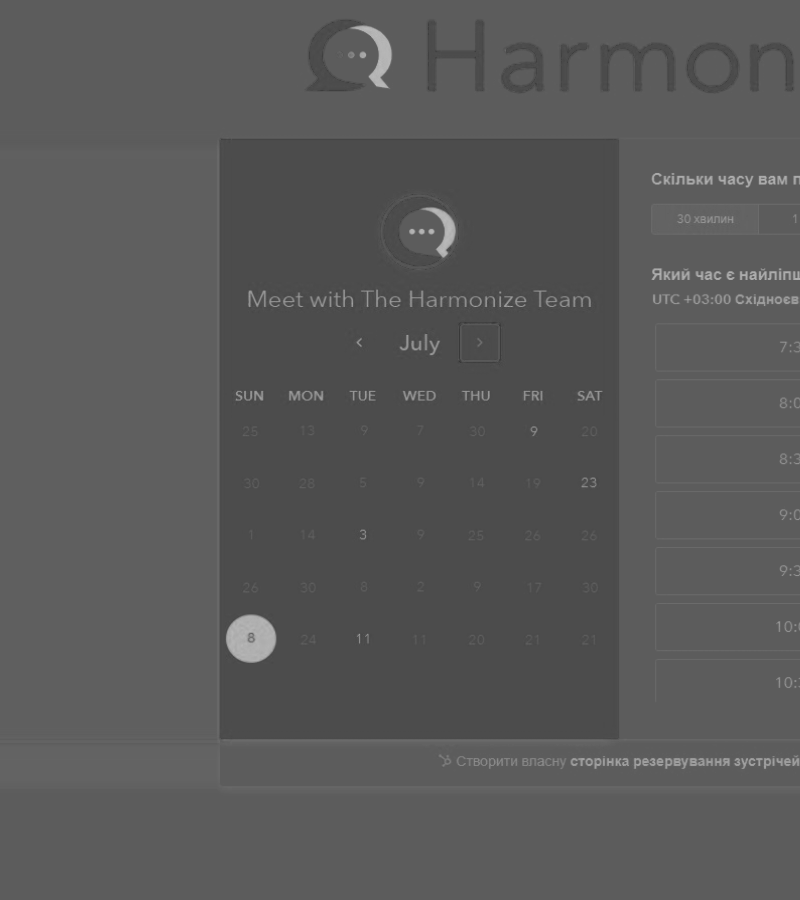 Harmon
Meet with The Harmonize Team
July
SUN MON TUE WED THU FRI SAT
25 13 9 7 30 9 20
30 28 5 9 14 19 23
1 14 3 9 25 26 26
26 30 8 2 9 17 30
8 24 11 11 20 21 21
Скільки часу вам п
30 хвилин 1
Який час є найліпш
UTC +03:00 Східноєв
7:3
8:0
8:3
9:0
9:3
10:0
10:3
Створити власну сторінка резервування зустрічей